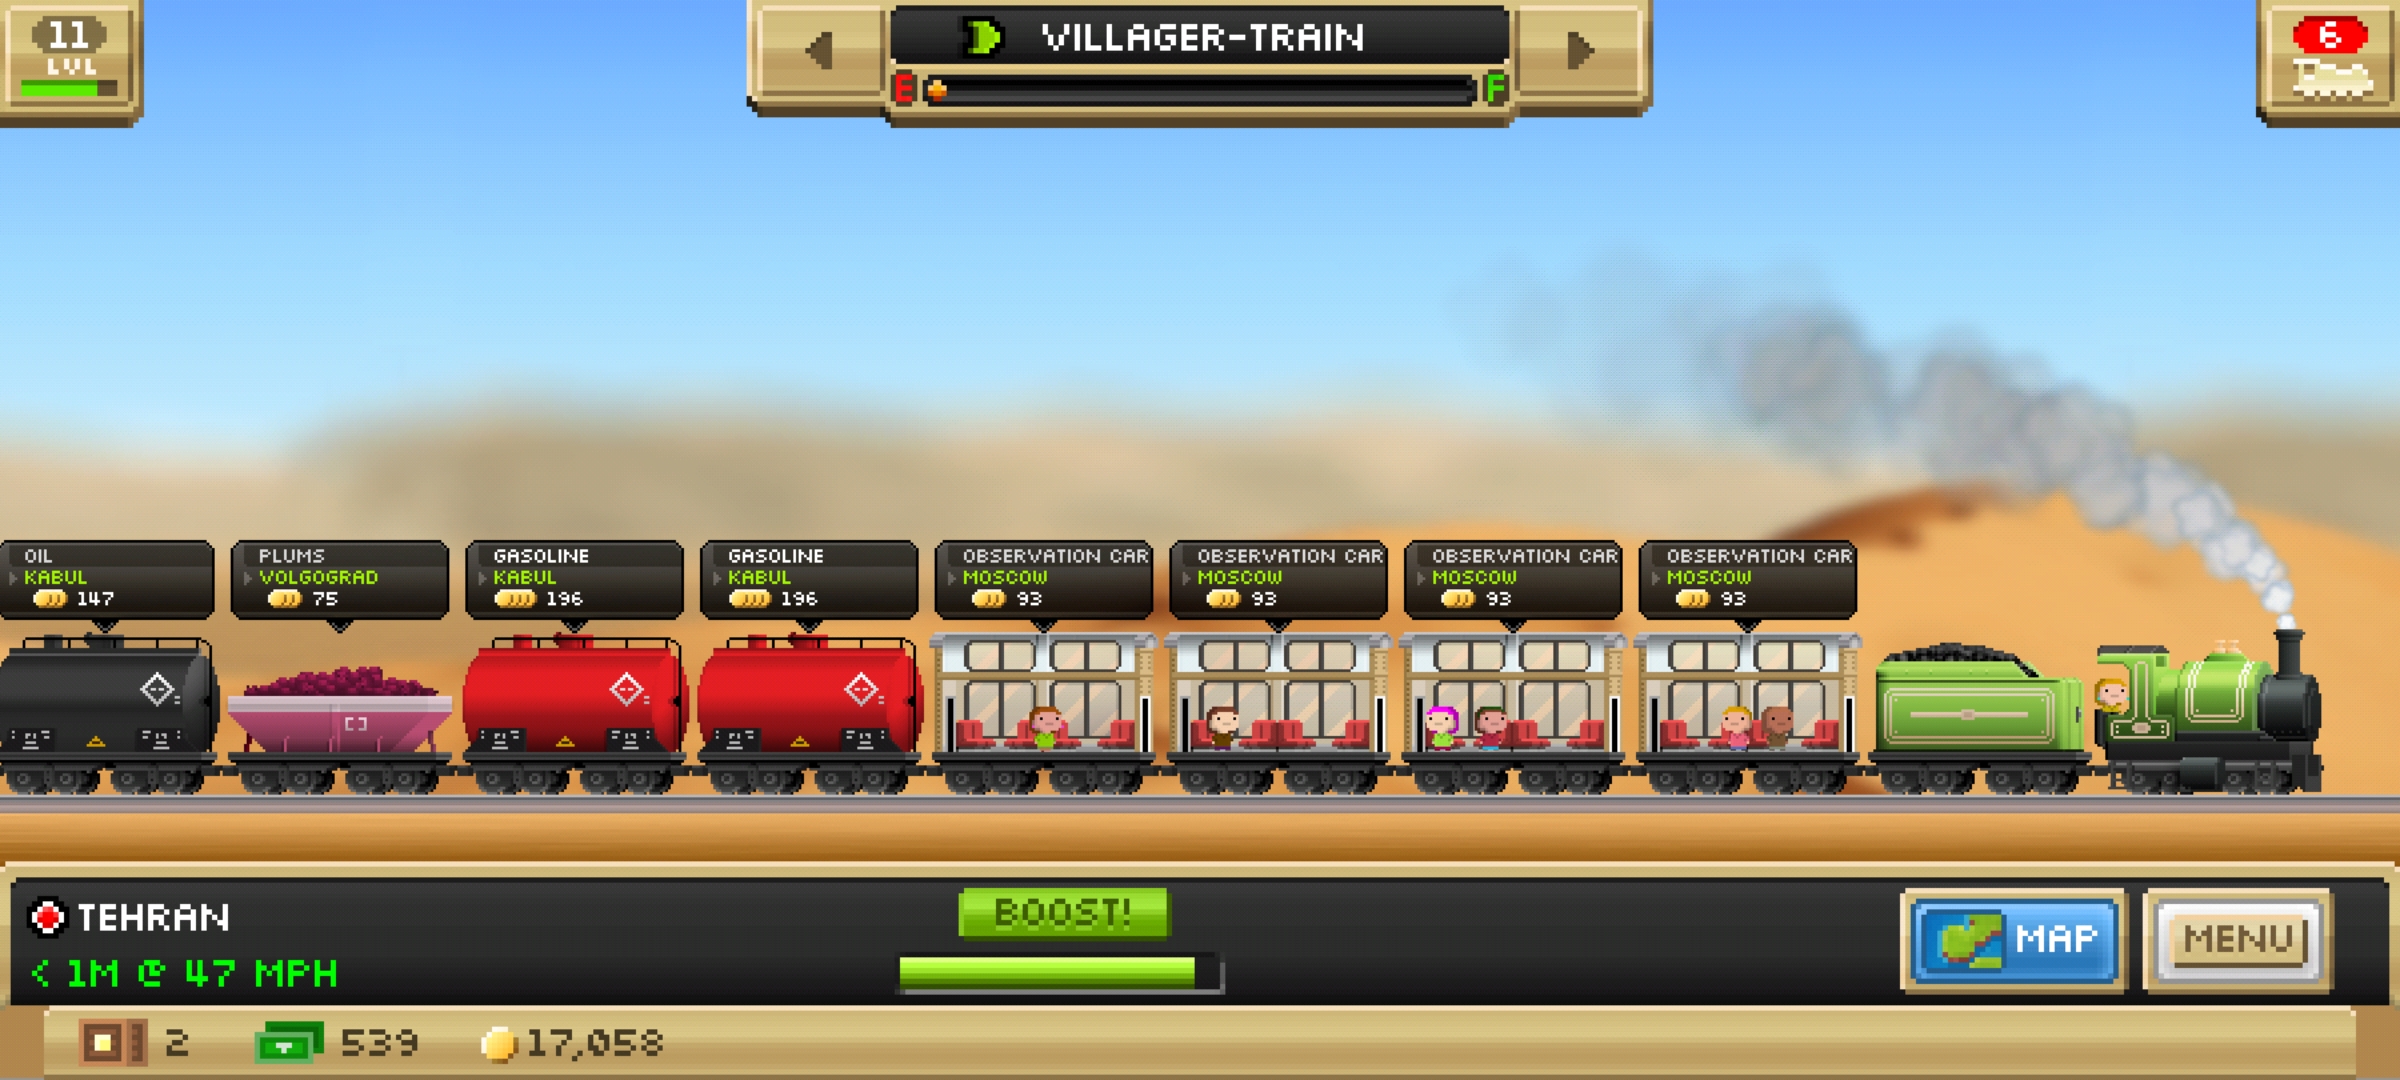 11
LVL
VILLAGER-TRAIN
E F
6
OIL
KABUL
147
PLUMS
VOLGOGRAD
75
GASOLINE
KABUL
196
GASOLINE
KABUL
196
OBSERVATION CAR
MOSCOW
93
OBSERVATION CAR
MOSCOW
93
OBSERVATION CAR
MOSCOW
93
OBSERVATION CAR
MOSCOW
93
TEHRAN
< 1M @ 47 MPH
BOOST!
MAP
MENU
2
539
17,058